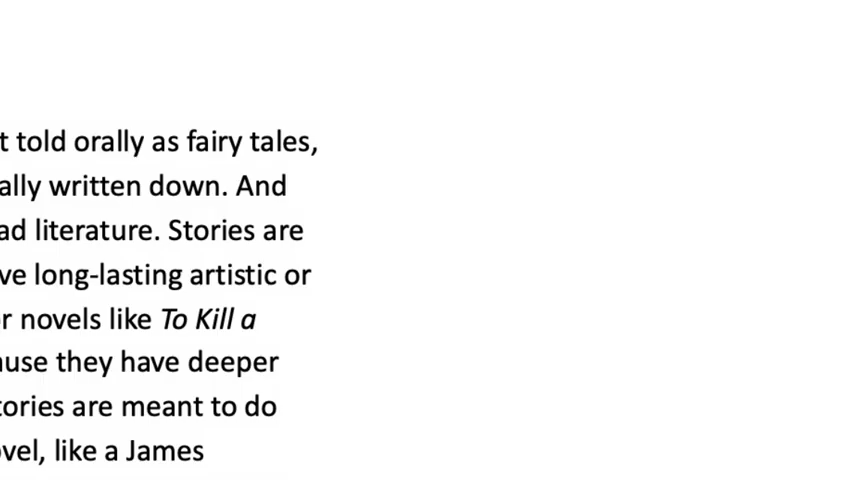 t told orally as fairy tales,
ally written down. And
ad literature. Stories are
ve long-lasting artistic or
r novels like To Kill a
ause they have deeper
tories are meant to do
ovel, like a James